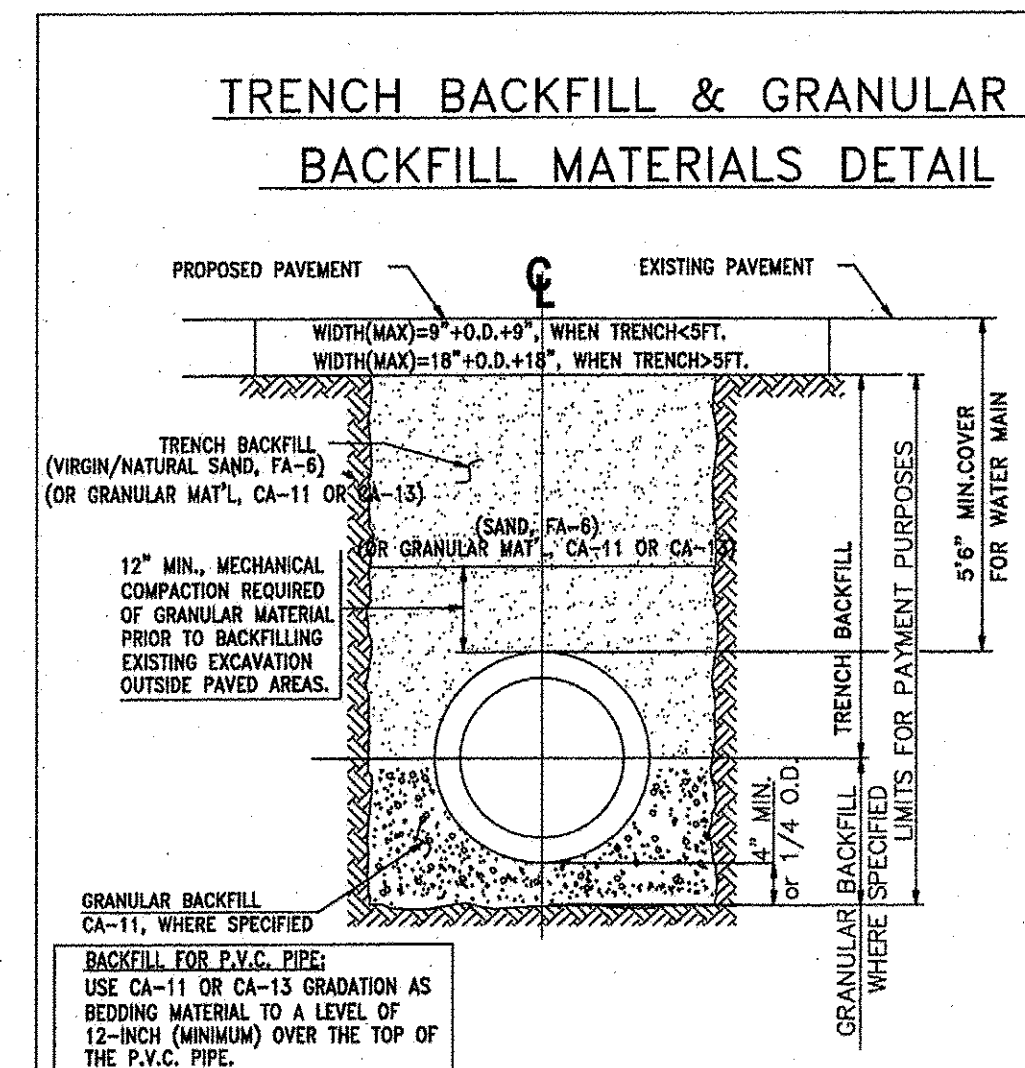 TRENCH BACKFILL & GRANULAR
BACKFILL MATERIALS DETAIL
PROPOSED PAVEMENT
CL
EXISTING PAVEMENT
WIDTH(MAX)=9"+O.D.+9", WHEN TRENCH<5FT.
WIDTH(MAX)=18"+O.D.+18", WHEN TRENCH>5FT.
TRENCH BACKFILL
(VIRGIN/NATURAL SAND, FA-6)
(OR GRANULAR MAT'L, CA-11 OR CA-13)
(SAND, FA-6)
(OR GRANULAR MAT'L, CA-11 OR CA-13)
12" MIN., MECHANICAL
COMPACTION REQUIRED
OF GRANULAR MATERIAL
PRIOR TO BACKFILLING
EXISTING EXCAVATION
OUTSIDE PAVED AREAS.
TRENCH BACKFILL
LIMITS FOR PAYMENT PURPOSES
5'6" MIN.COVER
FOR WATER MAIN
4" MIN.
or 1/4 O.D.
GRANULAR BACKFILL
WHERE SPECIFIED
GRANULAR BACKFILL
CA-11, WHERE SPECIFIED
BACKFILL FOR P.V.C. PIPE:
USE CA-11 OR CA-13 GRADATION AS
BEDDING MATERIAL TO A LEVEL OF
12-INCH (MINIMUM) OVER THE TOP OF
THE P.V.C. PIPE.